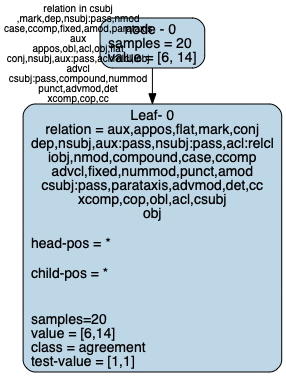 relation in csubj
,mark,dep,nsubj:pass,nmod
case,ccomp,fixed,amod,parataxis
aux
appos,obl,acl,obj,flat
conj,nsubj,aux:pass,acl:relcl,iobj
advcl
csubj:pass,compound,nummod
punct,advmod,det
xcomp,cop,cc
node - 0
samples = 20
value = [6, 14]
Leaf- 0
relation = aux,appos,flat,mark,conj
dep,nsubj,aux:pass,nsubj:pass,acl:relcl
iobj,nmod,compound,case,ccomp
advcl,fixed,nummod,punct,amod
csubj:pass,parataxis,advmod,det,cc
xcomp,cop,obl,acl,csubj
obj
head-pos = *
child-pos = *
samples=20
value = [6,14]
class = agreement
test-value = [1,1]